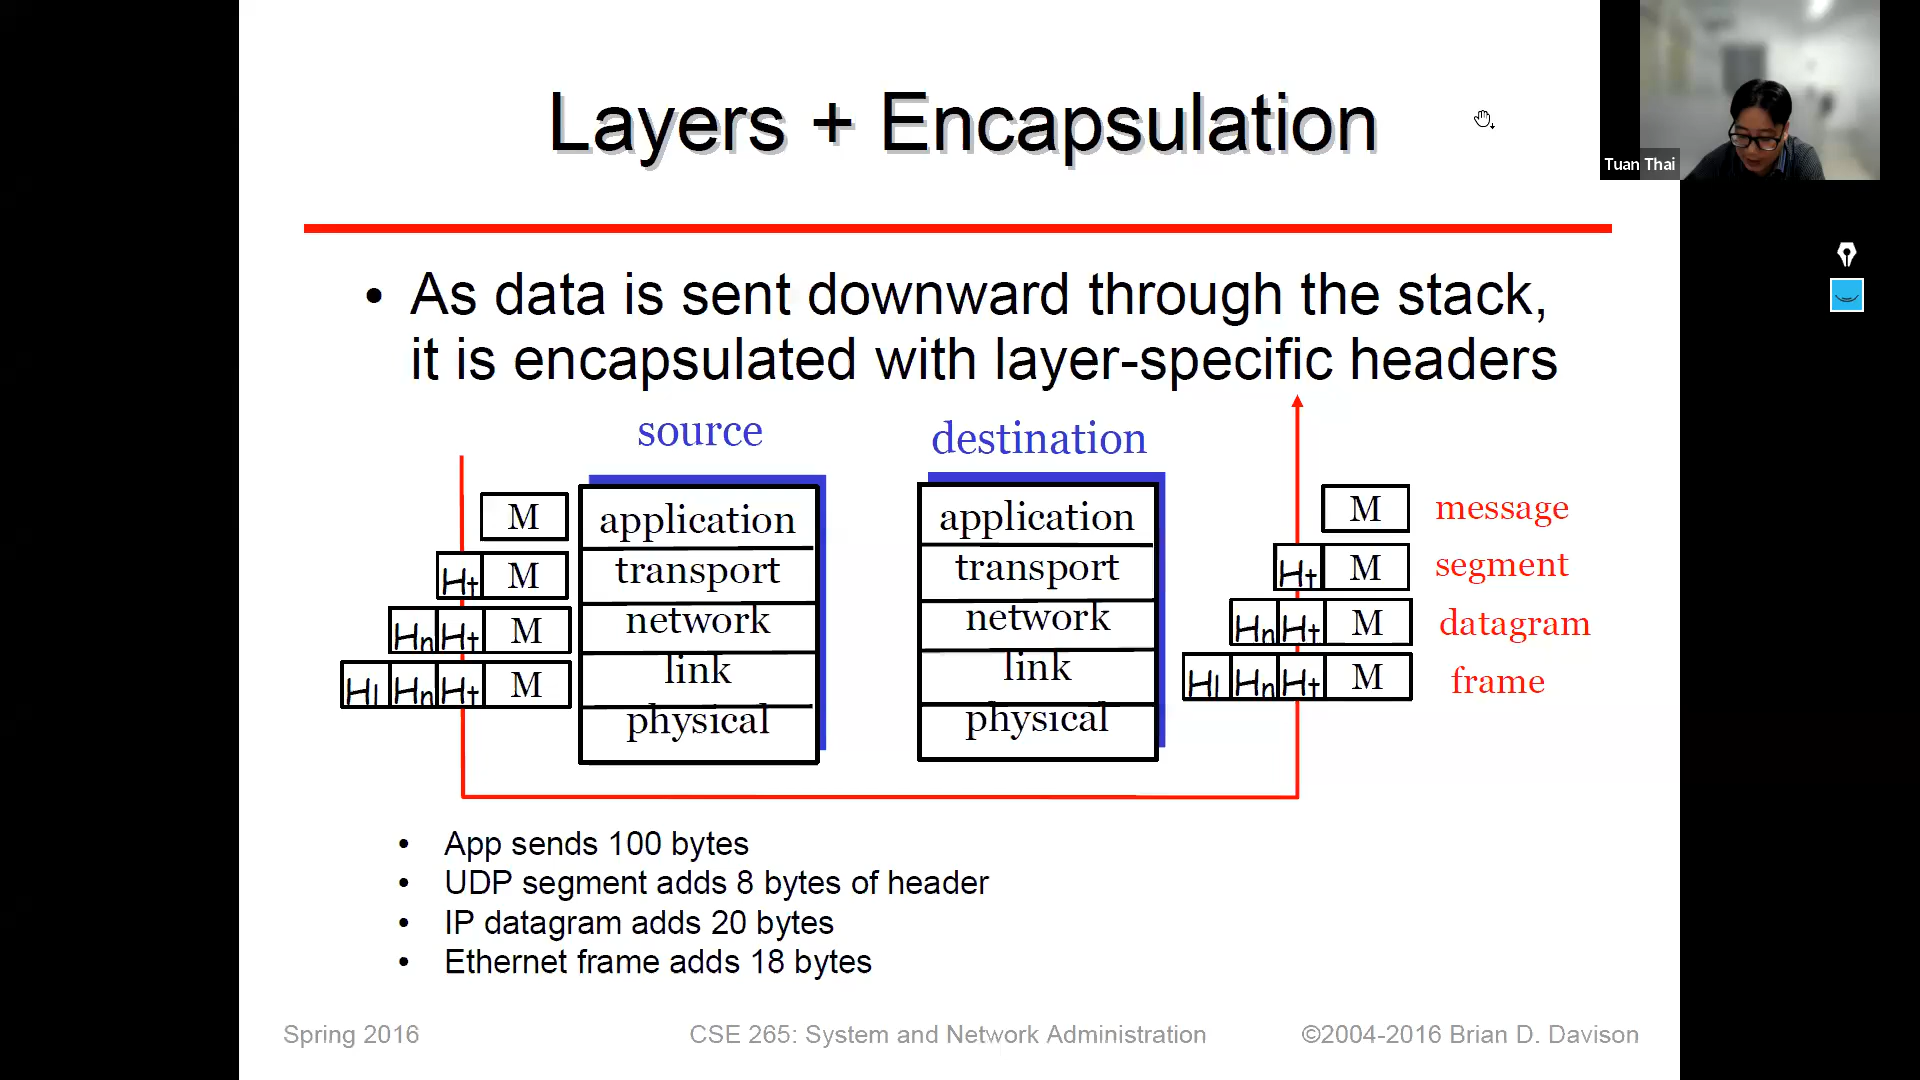 Layers + Encapsulation
Tuan Thai
• As data is sent downward through the stack,
it is encapsulated with layer-specific headers
source
destination
M
application
application
M
message
Ht M
transport
transport
Ht M
segment
Hn Ht M
network
network
Hn Ht M
datagram
Hl Hn Ht M
link
link
Hl Hn Ht M
frame
physical
physical
• App sends 100 bytes
• UDP segment adds 8 bytes of header
• IP datagram adds 20 bytes
• Ethernet frame adds 18 bytes
Spring 2016
CSE 265: System and Network Administration
©2004-2016 Brian D. Davison